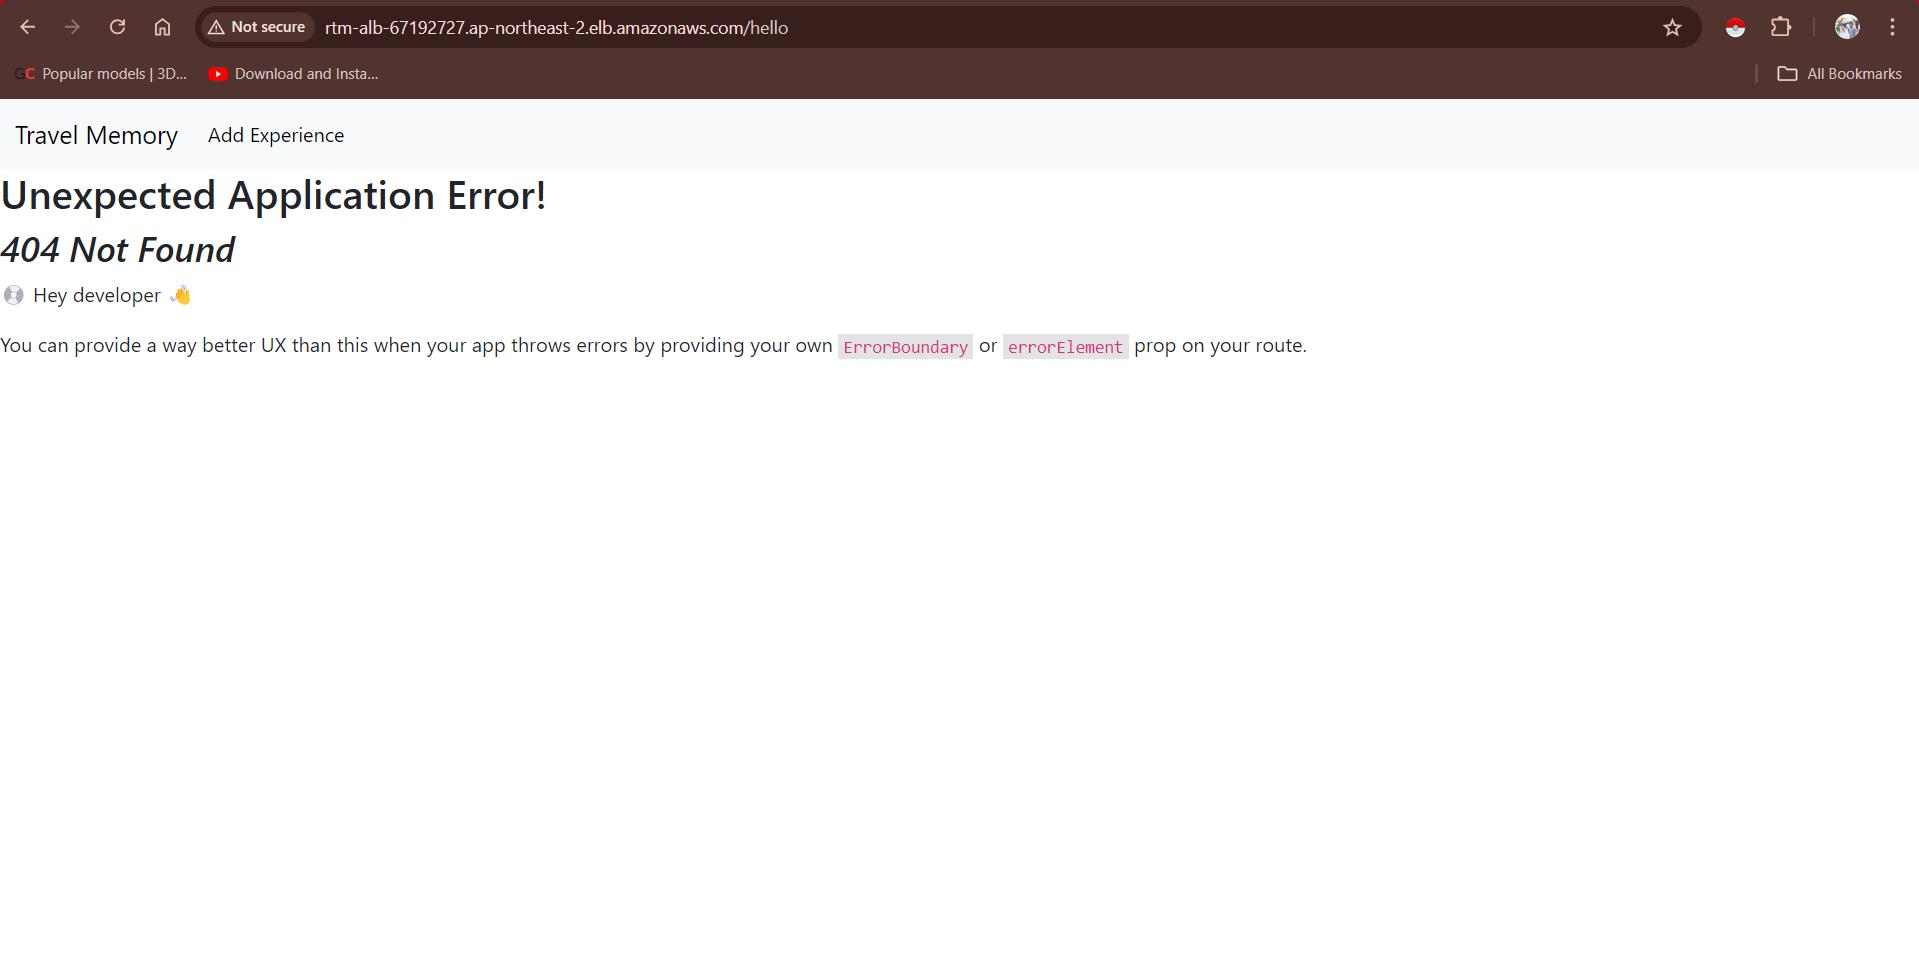 Not secure rtm-alb-67192727.ap-northeast-2.elb.amazonaws.com/hello
GC Popular models | 3D... Download and Insta... All Bookmarks
Travel Memory Add Experience
Unexpected Application Error!
404 Not Found
💿 Hey developer 👋
You can provide a way better UX than this when your app throws errors by providing your own ErrorBoundary or errorElement prop on your route.